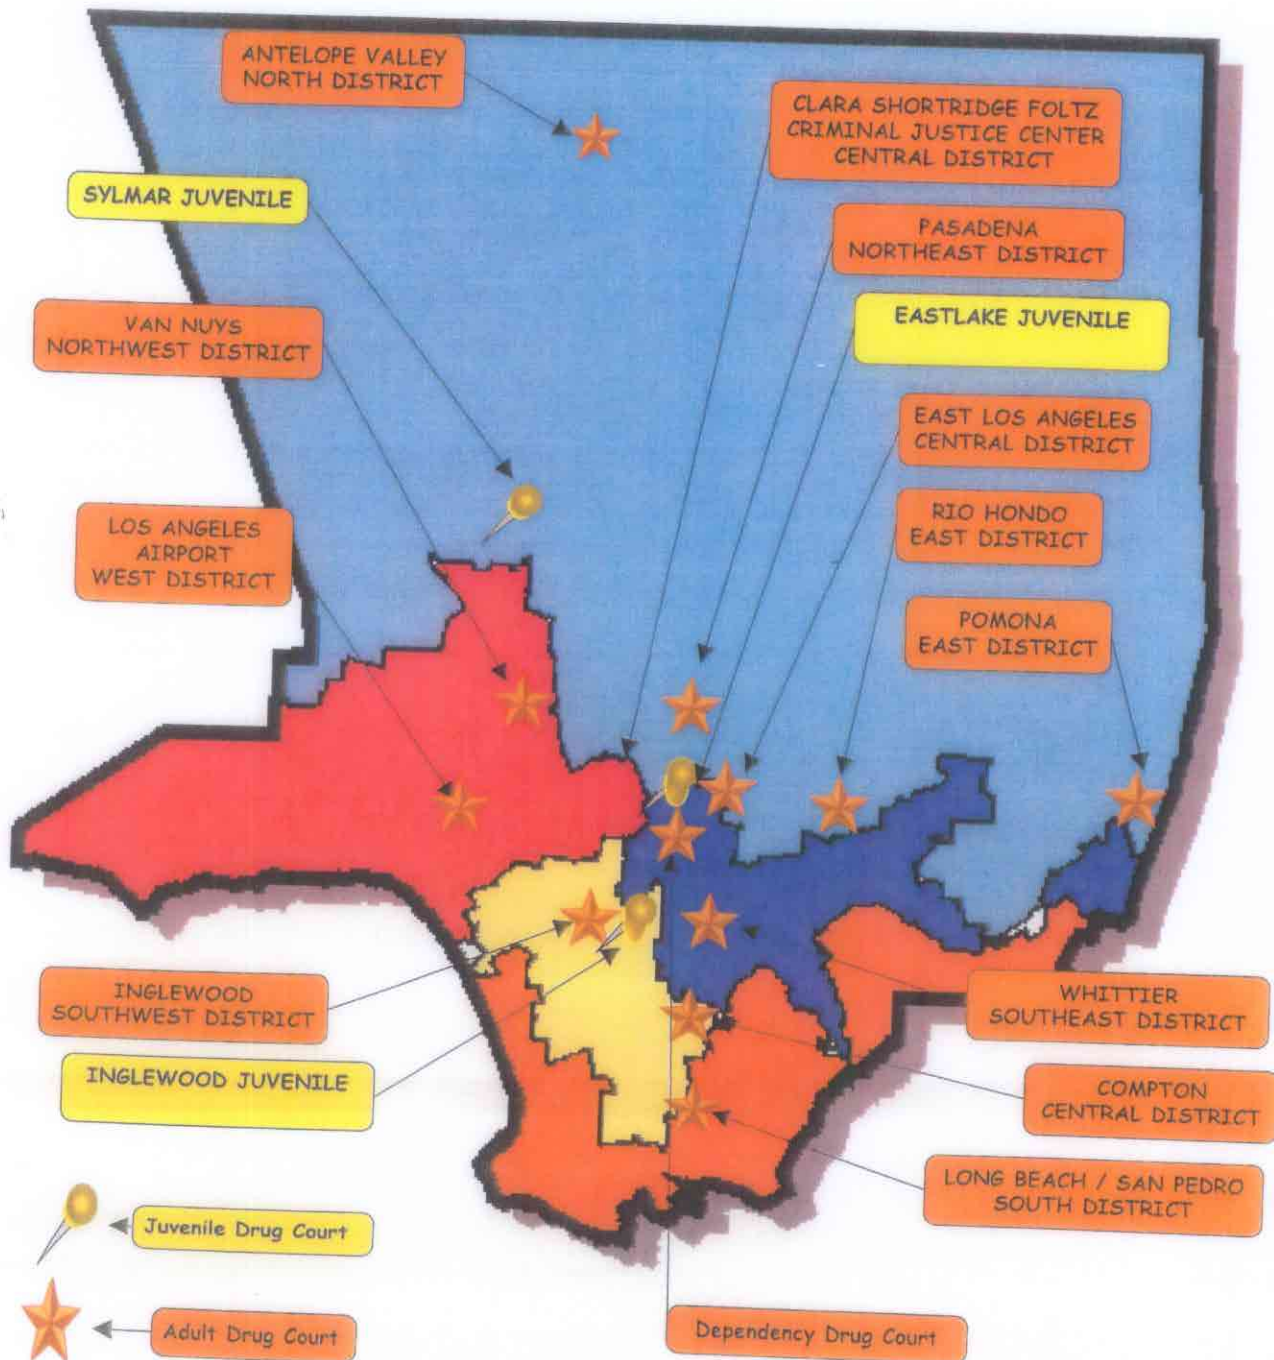 ANTELOPE VALLEY
NORTH DISTRICT
CLARA SHORTRIDGE FOLTZ
CRIMINAL JUSTICE CENTER
CENTRAL DISTRICT
SYLMAR JUVENILE
PASADENA
NORTHEAST DISTRICT
VAN NUYS
NORTHWEST DISTRICT
EASTLAKE JUVENILE
EAST LOS ANGELES
CENTRAL DISTRICT
LOS ANGELES
AIRPORT
WEST DISTRICT
RIO HONDO
EAST DISTRICT
POMONA
EAST DISTRICT
INGLEWOOD
SOUTHWEST DISTRICT
WHITTIER
SOUTHEAST DISTRICT
INGLEWOOD JUVENILE
COMPTON
CENTRAL DISTRICT
LONG BEACH / SAN PEDRO
SOUTH DISTRICT
Juvenile Drug Court
Adult Drug Court
Dependency Drug Court